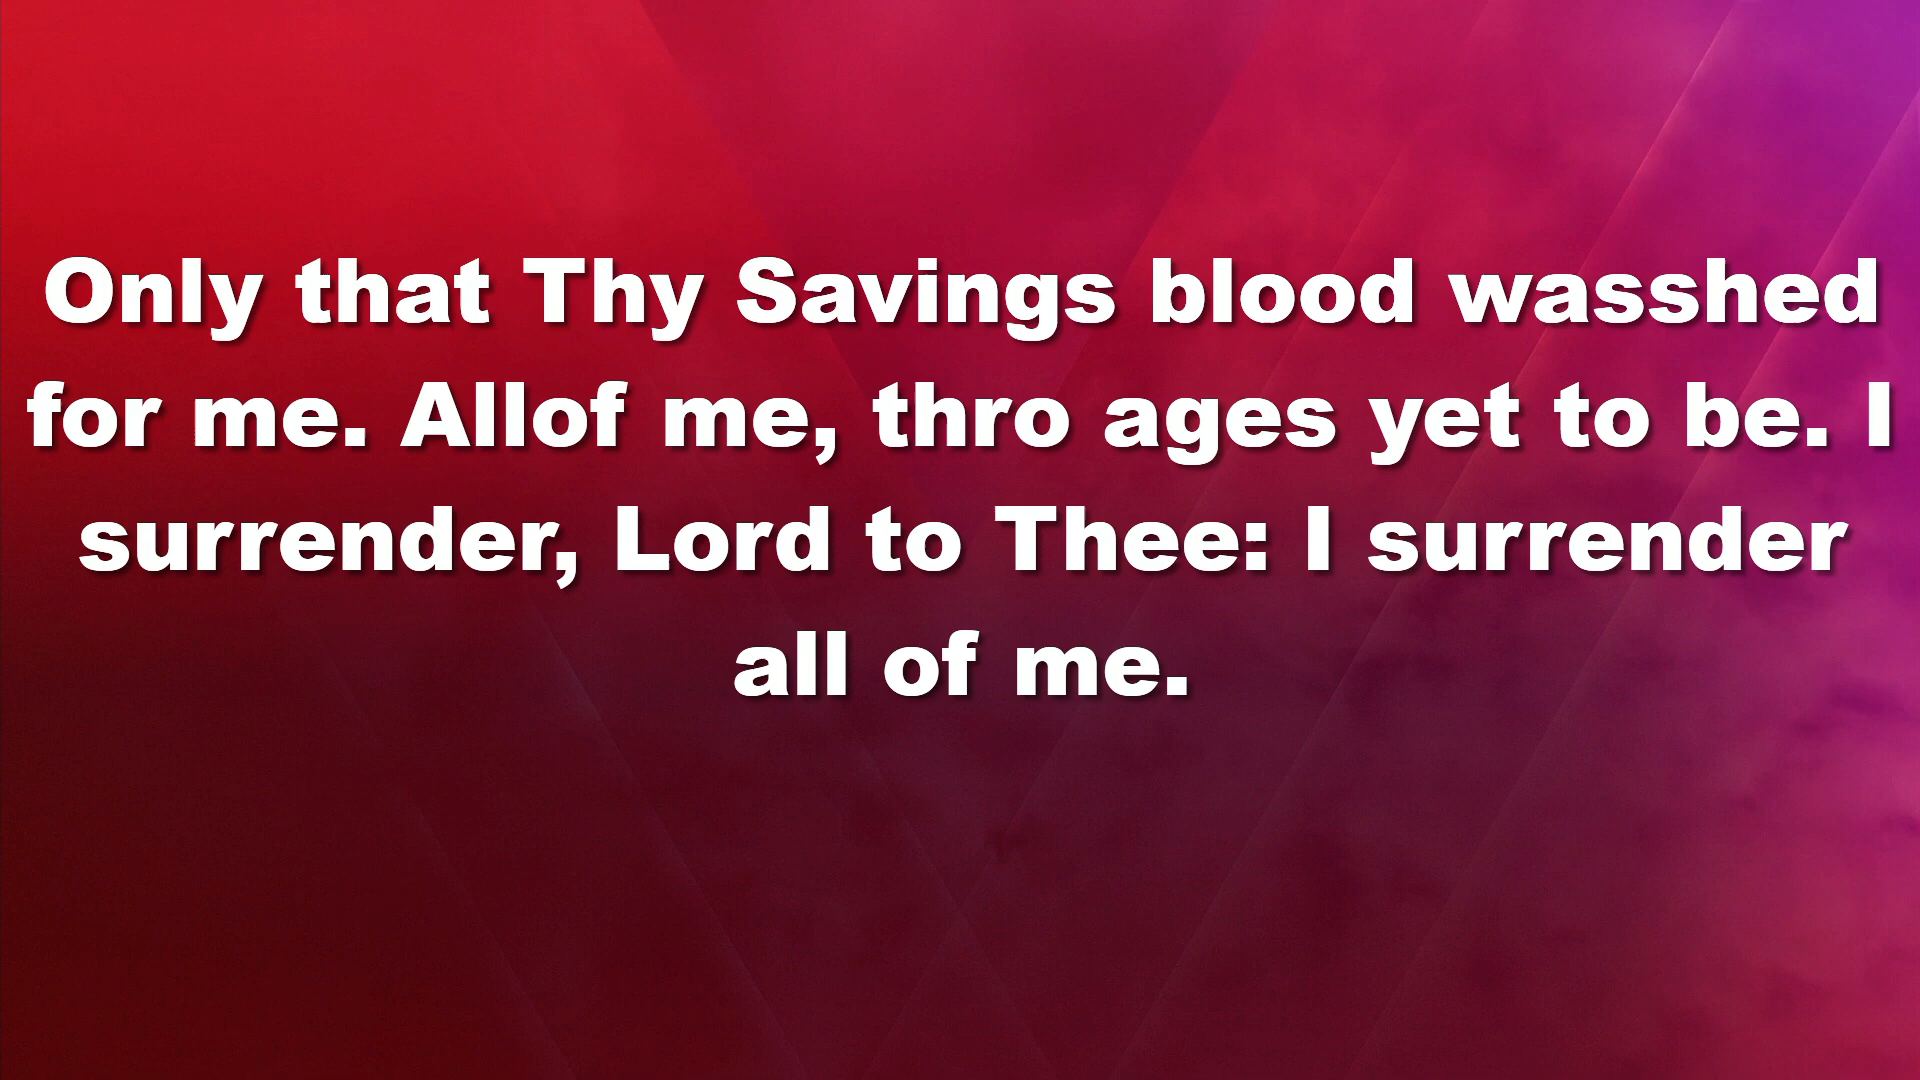 Only that Thy Savings blood wasshed
for me. Allof me, thro ages yet to be. I
surrender, Lord to Thee: I surrender
all of me.